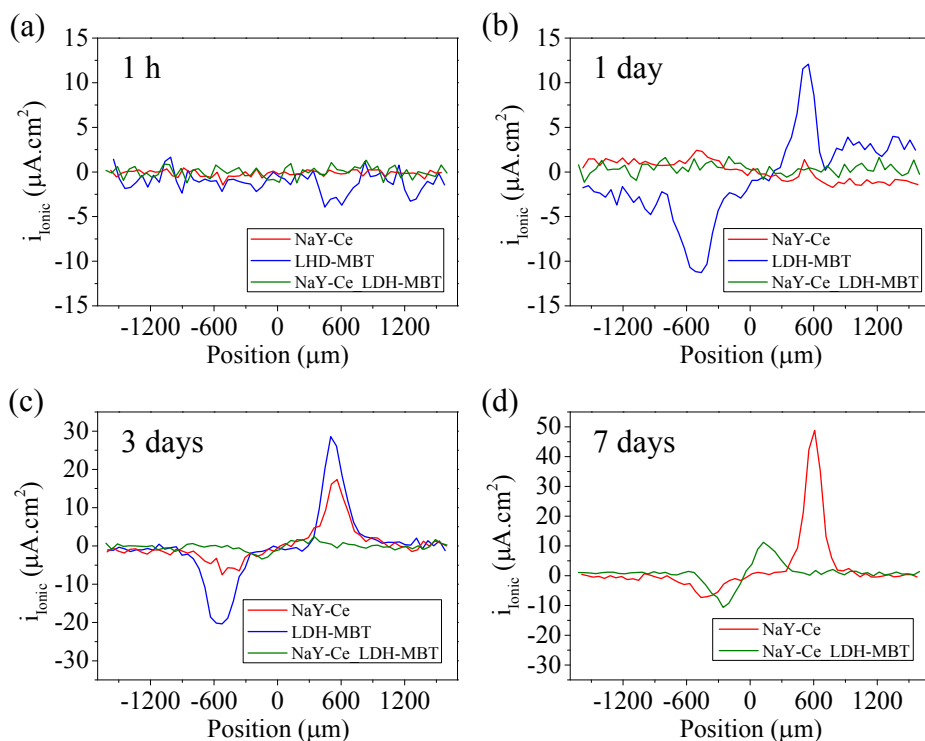 (a)
1 h
15
10
5
0
-5
-10
-15
i_Ionic (μA.cm²)
NaY-Ce
LHD-MBT
NaY-Ce_LDH-MBT
-1200 -600 0 600 1200
Position (μm)
(b)
1 day
15
10
5
0
-5
-10
-15
i_Ionic (μA.cm²)
NaY-Ce
LDH-MBT
NaY-Ce_LDH-MBT
-1200 -600 0 600 1200
Position (μm)
(c)
3 days
30
20
10
0
-10
-20
-30
i_Ionic (μA.cm²)
NaY-Ce
LDH-MBT
NaY-Ce_LDH-MBT
-1200 -600 0 600 1200
Position (μm)
(d)
7 days
50
40
30
20
10
0
-10
-20
-30
i_Ionic (μA.cm²)
NaY-Ce
NaY-Ce_LDH-MBT
-1200 -600 0 600 1200
Position (μm)